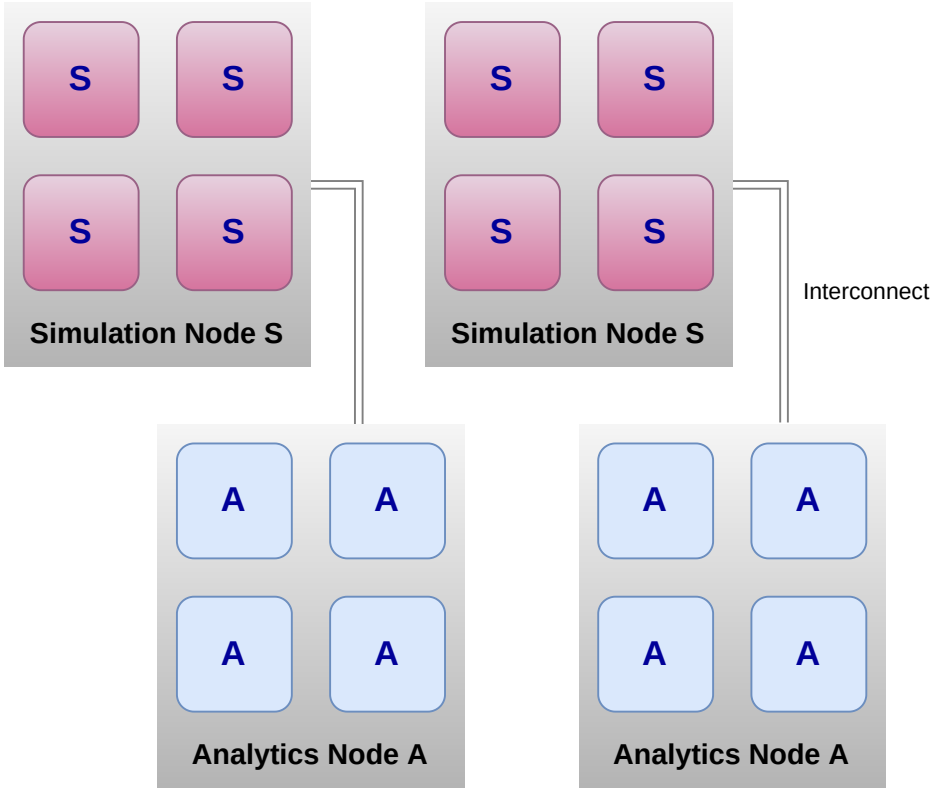 S S S S
S S S S
Simulation Node S Simulation Node S
Interconnect
A A A A
A A A A
Analytics Node A Analytics Node A